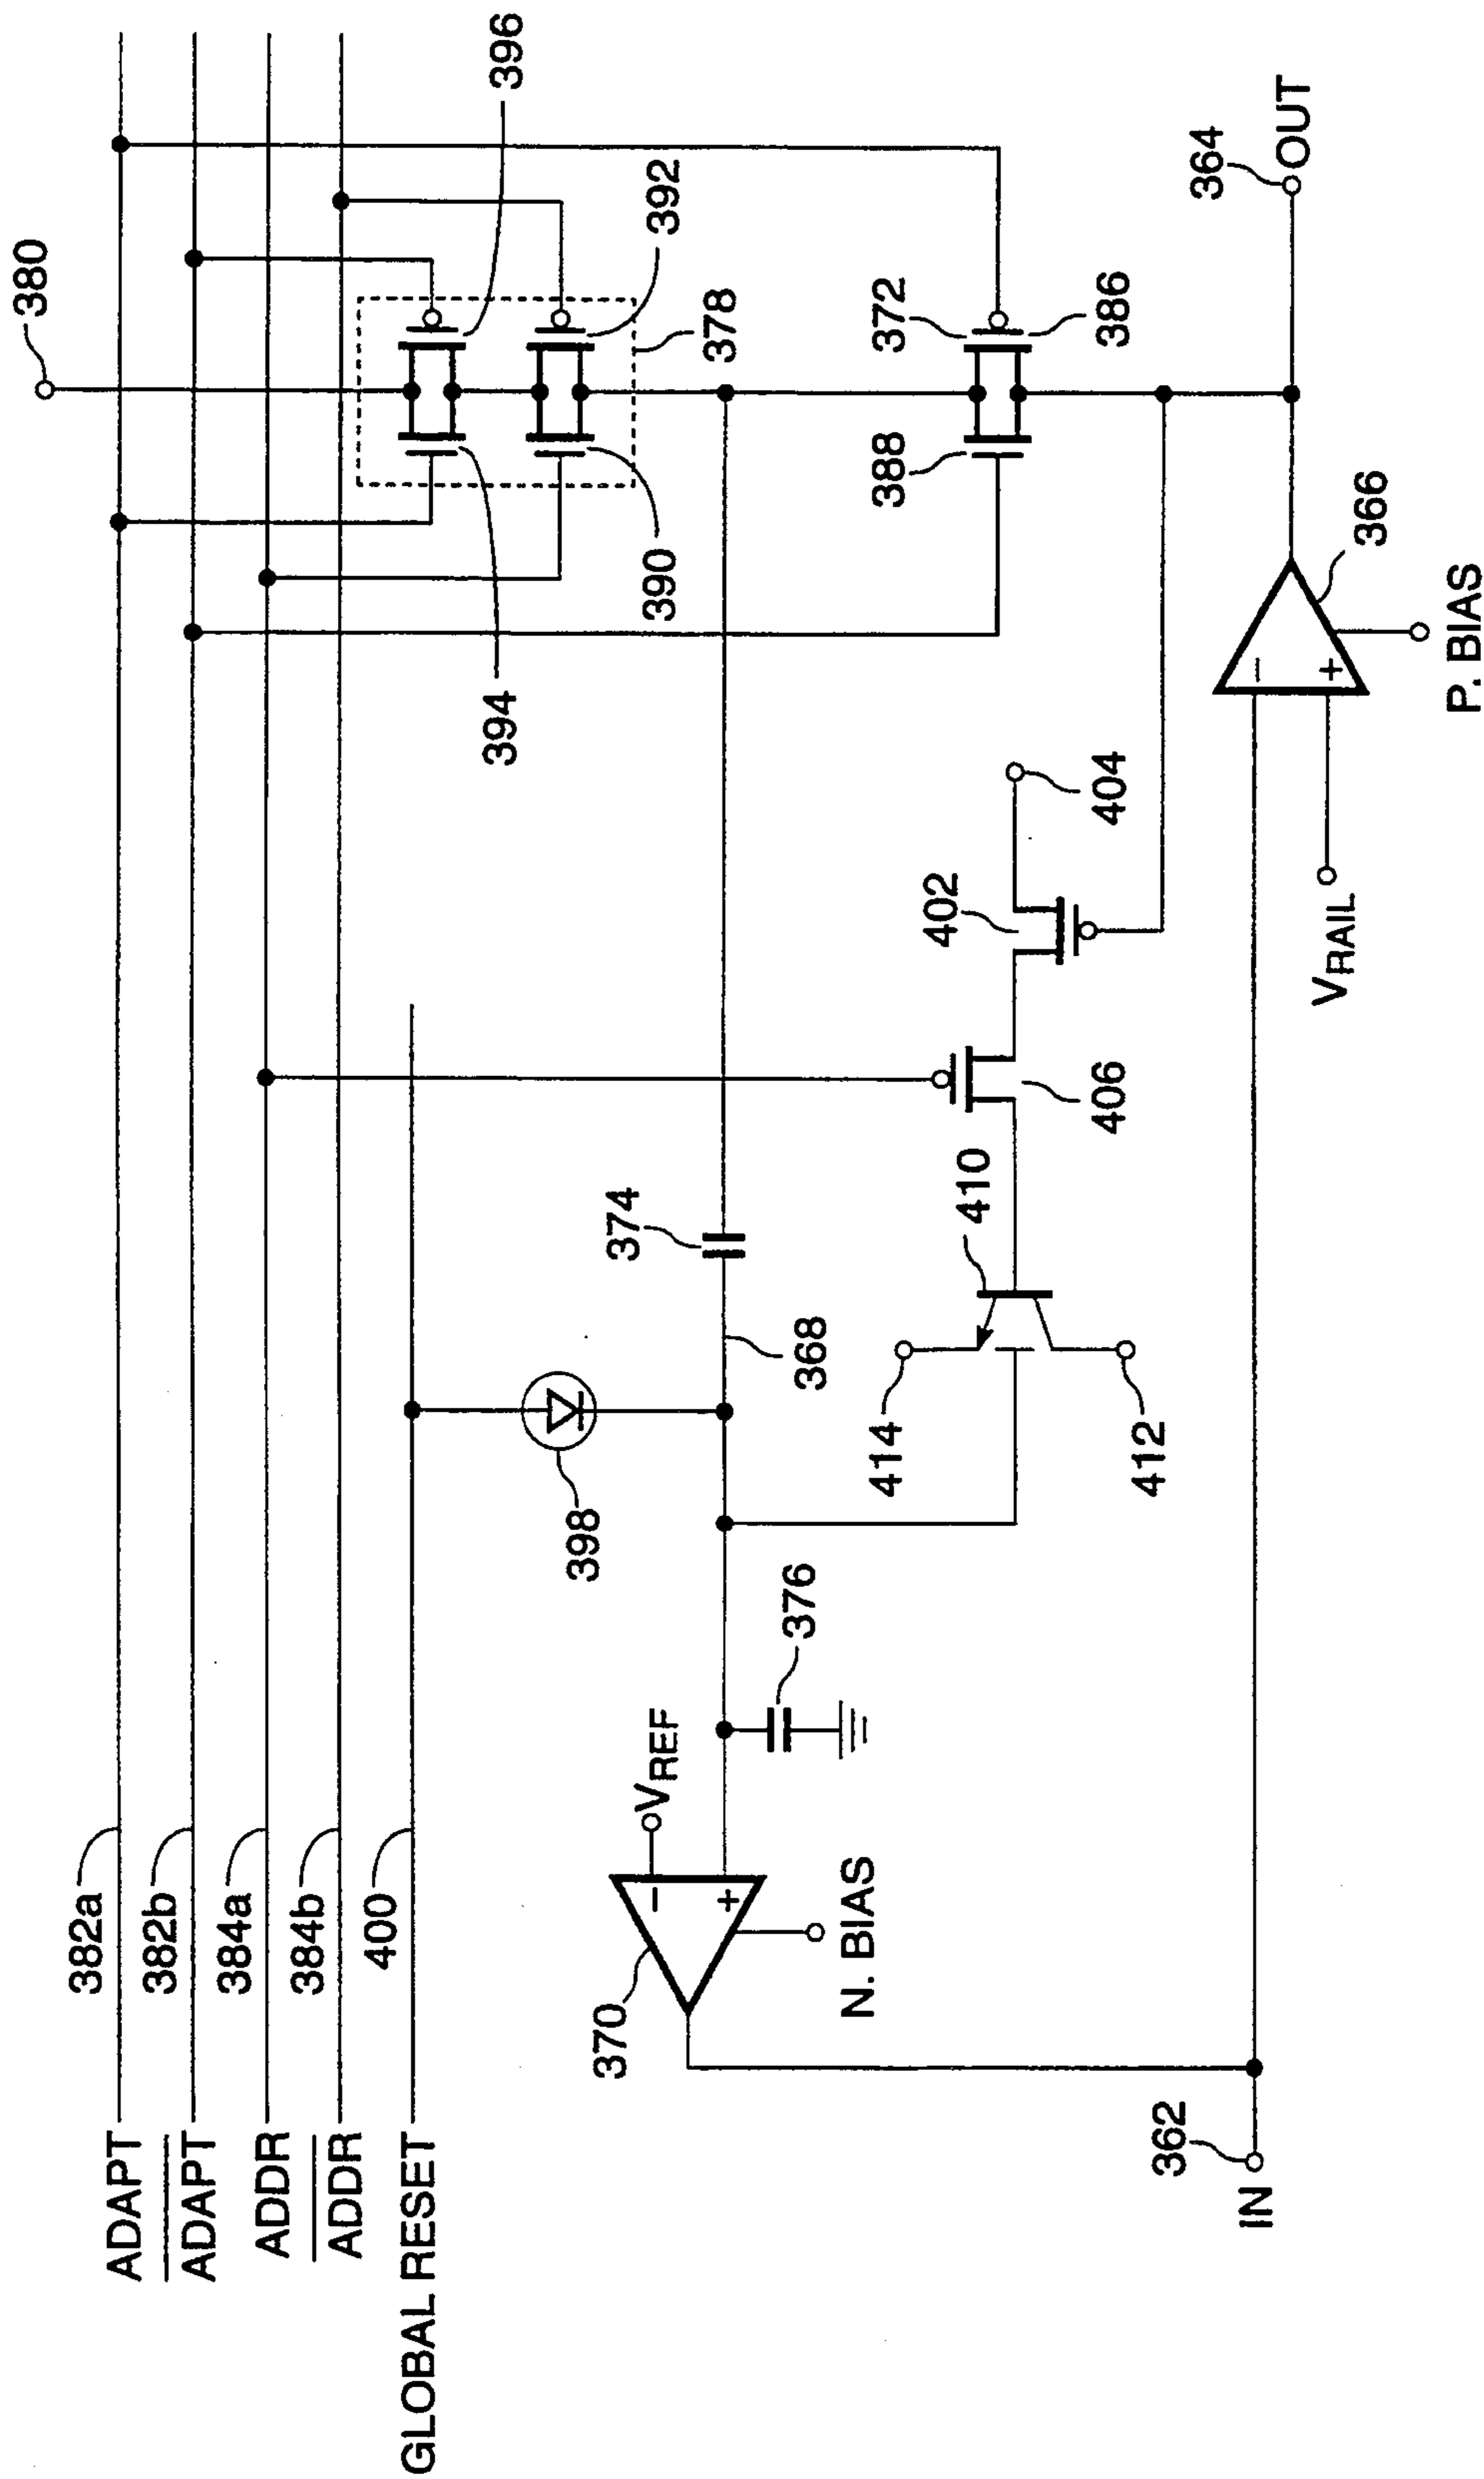 ADAPT
ADAPT
ADDR
ADDR
GLOBAL RESET
382a
382b
384a
384b
400
380
396
392
378
394
390
372
388
386
364
OUT
366
P. BIAS
VRAIL
402
404
406
410
374
368
398
414
412
376
VREF
370
N. BIAS
362
IN
−
+
−
+